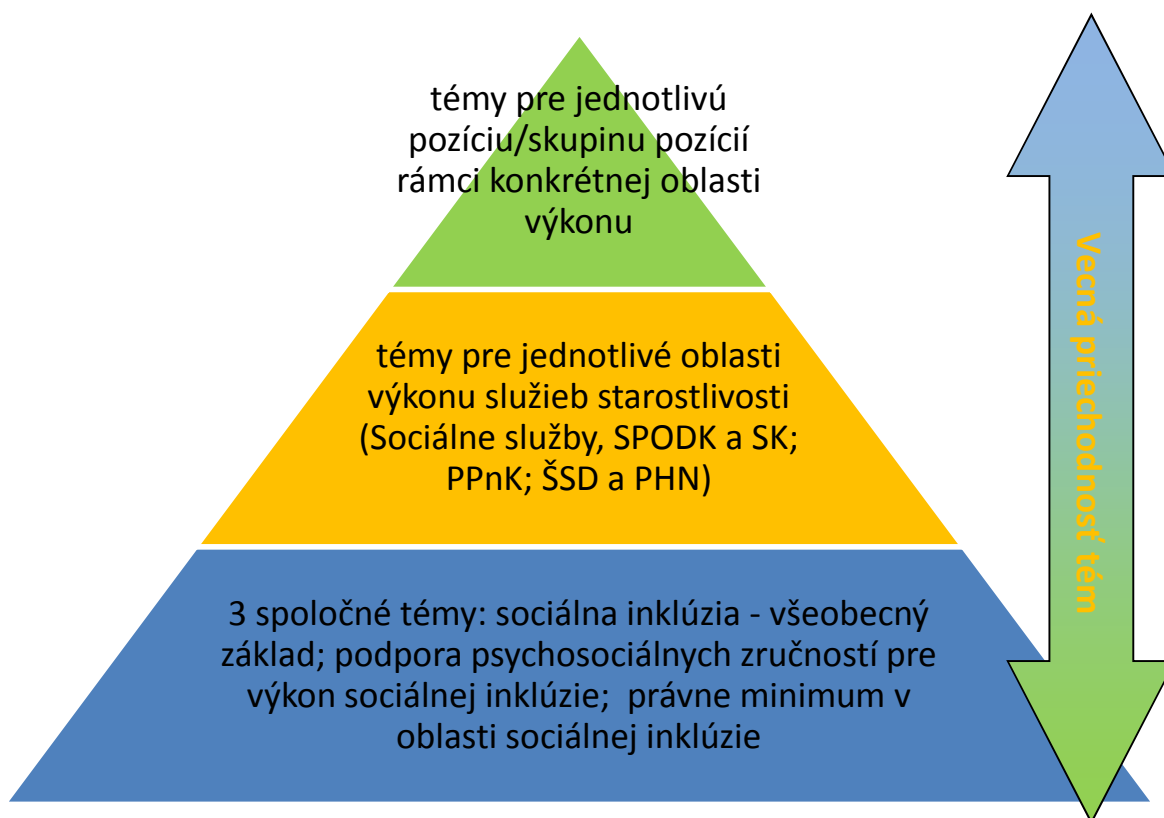 témy pre jednotlivú
pozíciu/skupinu pozícií
rámci konkrétnej oblasti
výkonu
témy pre jednotlivé oblasti
výkonu služieb starostlivosti
(Sociálne služby, SPODK a SK;
PPnK; ŠSD a PHN)
3 spoločné témy: sociálna inklúzia - všeobecný
základ; podpora psychosociálnych zručností pre
výkon sociálnej inklúzie;  právne minimum v
oblasti sociálnej inklúzie
Vecná priechodnosť tém